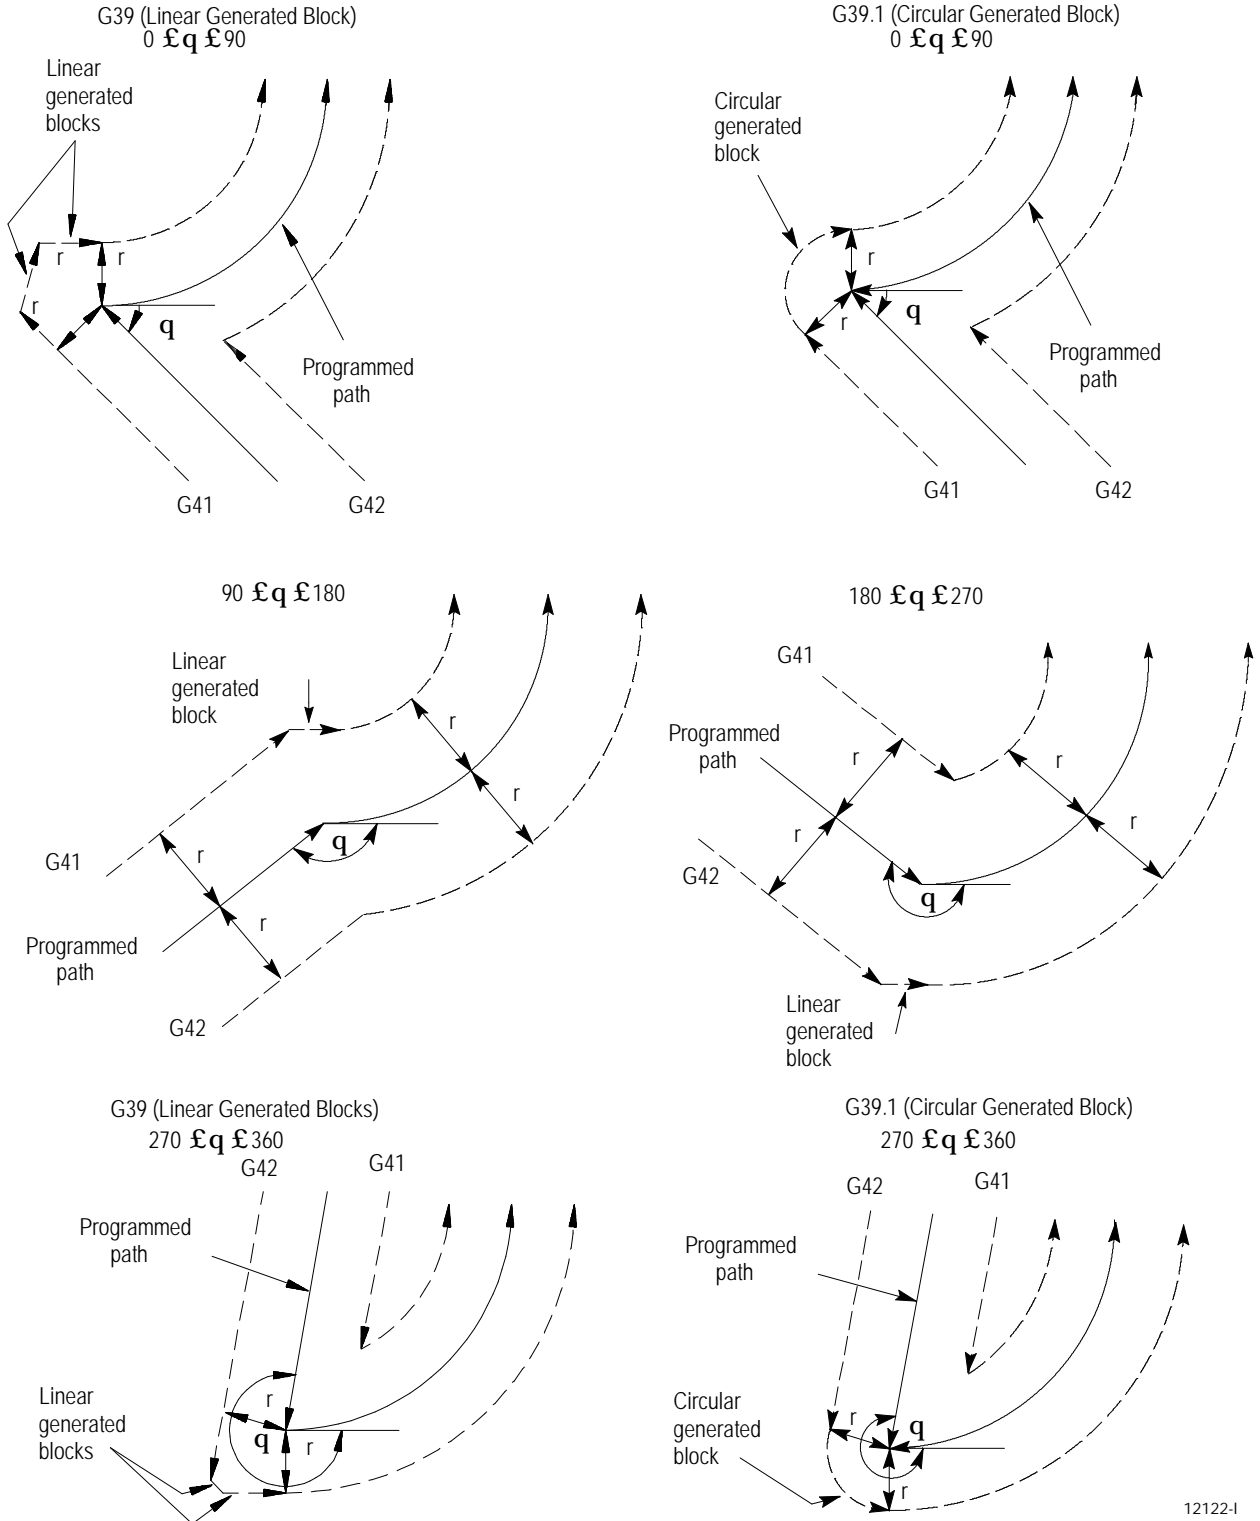 G39 (Linear Generated Block)
0 £q £90
Linear
generated
blocks
r
r
r
q
Programmed
path
G41
G42
G39.1 (Circular Generated Block)
0 £q £90
Circular
generated
block
r
r
q
Programmed
path
G41
G42
90 £q £180
Linear
generated
block
r
r
q
r
r
G41
Programmed
path
G42
180 £q £270
G41
Programmed
path
r
r
r
r
G42
q
Linear
generated
block
G39 (Linear Generated Blocks)
270 £q £360
G42
G41
Programmed
path
r
q
r
Linear
generated
blocks
G39.1 (Circular Generated Block)
270 £q £360
G42
G41
Programmed
path
r
q
r
Circular
generated
block
12122-I